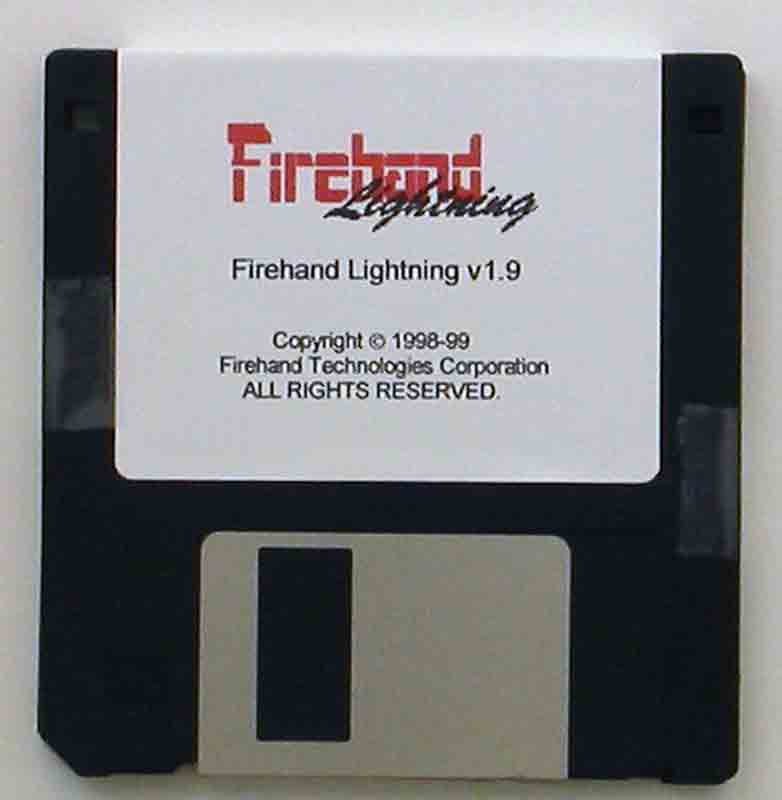 Firehand
Lightning
Firehand Lightning v1.9
Copyright © 1998-99
Firehand Technologies Corporation
ALL RIGHTS RESERVED.